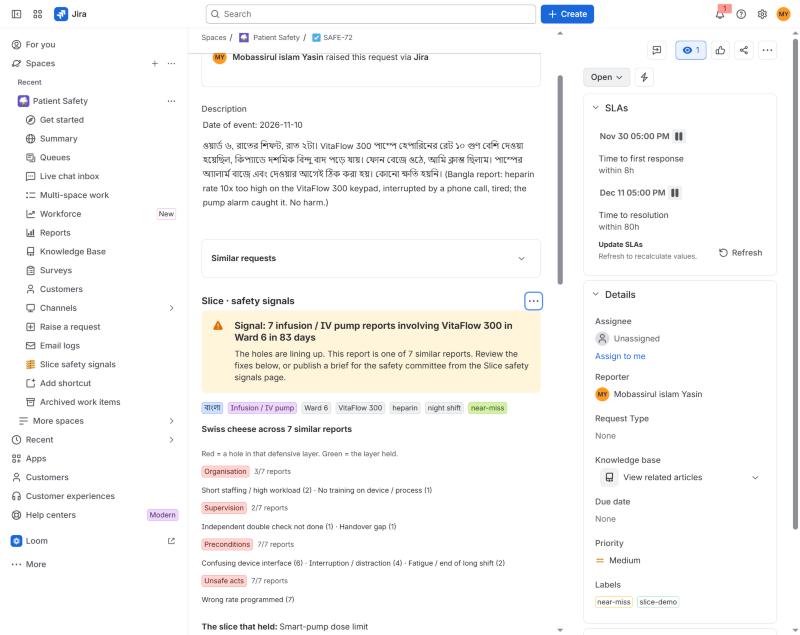 Jira
Search
+ Create
1
MY
For you
Spaces
Recent
Patient Safety
Get started
Summary
Queues
Live chat inbox
Multi-space work
Workforce New
Reports
Knowledge Base
Surveys
Customers
Channels
Raise a request
Email logs
Slice safety signals
Add shortcut
Archived work items
More spaces
Recent
Apps
Customers
Customer experiences
Help centers Modern
Loom
More
Spaces / Patient Safety / SAFE-72
MY Mobassirul islam Yasin raised this request via Jira
Description
Date of event: 2026-11-10
ওয়ার্ড ৬, রাতের শিফট, রাত ২টা। VitaFlow 300 পাম্পে হেপারিনের রেট ১০ গুণ বেশি দেওয়া
হয়েছিল, কিপ্যাডে দশমিক বিন্দু বাদ পড়ে যায়। ফোন বেজে ওঠে, আমি ক্লান্ত ছিলাম। পাম্পের
অ্যালার্ম বাজে এবং দেওয়ার আগেই ঠিক করা হয়। কোনো ক্ষতি হয়নি। (Bangla report: heparin
rate 10x too high on the VitaFlow 300 keypad, interrupted by a phone call, tired; the
pump alarm caught it. No harm.)
Similar requests
Slice · safety signals
Signal: 7 infusion / IV pump reports involving VitaFlow 300 in
Ward 6 in 83 days
The holes are lining up. This report is one of 7 similar reports. Review the
fixes below, or publish a brief for the safety committee from the Slice safety
signals page.
বাংলা Infusion / IV pump Ward 6 VitaFlow 300 heparin night shift near-miss
Swiss cheese across 7 similar reports
Red = a hole in that defensive layer. Green = the layer held.
Organisation 3/7 reports
Short staffing / high workload (2) · No training on device / process (1)
Supervision 2/7 reports
Independent double check not done (1) · Handover gap (1)
Preconditions 7/7 reports
Confusing device interface (6) · Interruption / distraction (4) · Fatigue / end of long shift (2)
Unsafe acts 7/7 reports
Wrong rate programmed (7)
The slice that held: Smart-pump dose limit
1
Open
SLAs
Nov 30 05:00 PM
Time to first response
within 8h
Dec 11 05:00 PM
Time to resolution
within 80h
Update SLAs
Refresh to recalculate values.
Refresh
Details
Assignee
Unassigned
Assign to me
Reporter
MY Mobassirul islam Yasin
Request Type
None
Knowledge base
View related articles
Due date
None
Priority
Medium
Labels
near-miss slice-demo